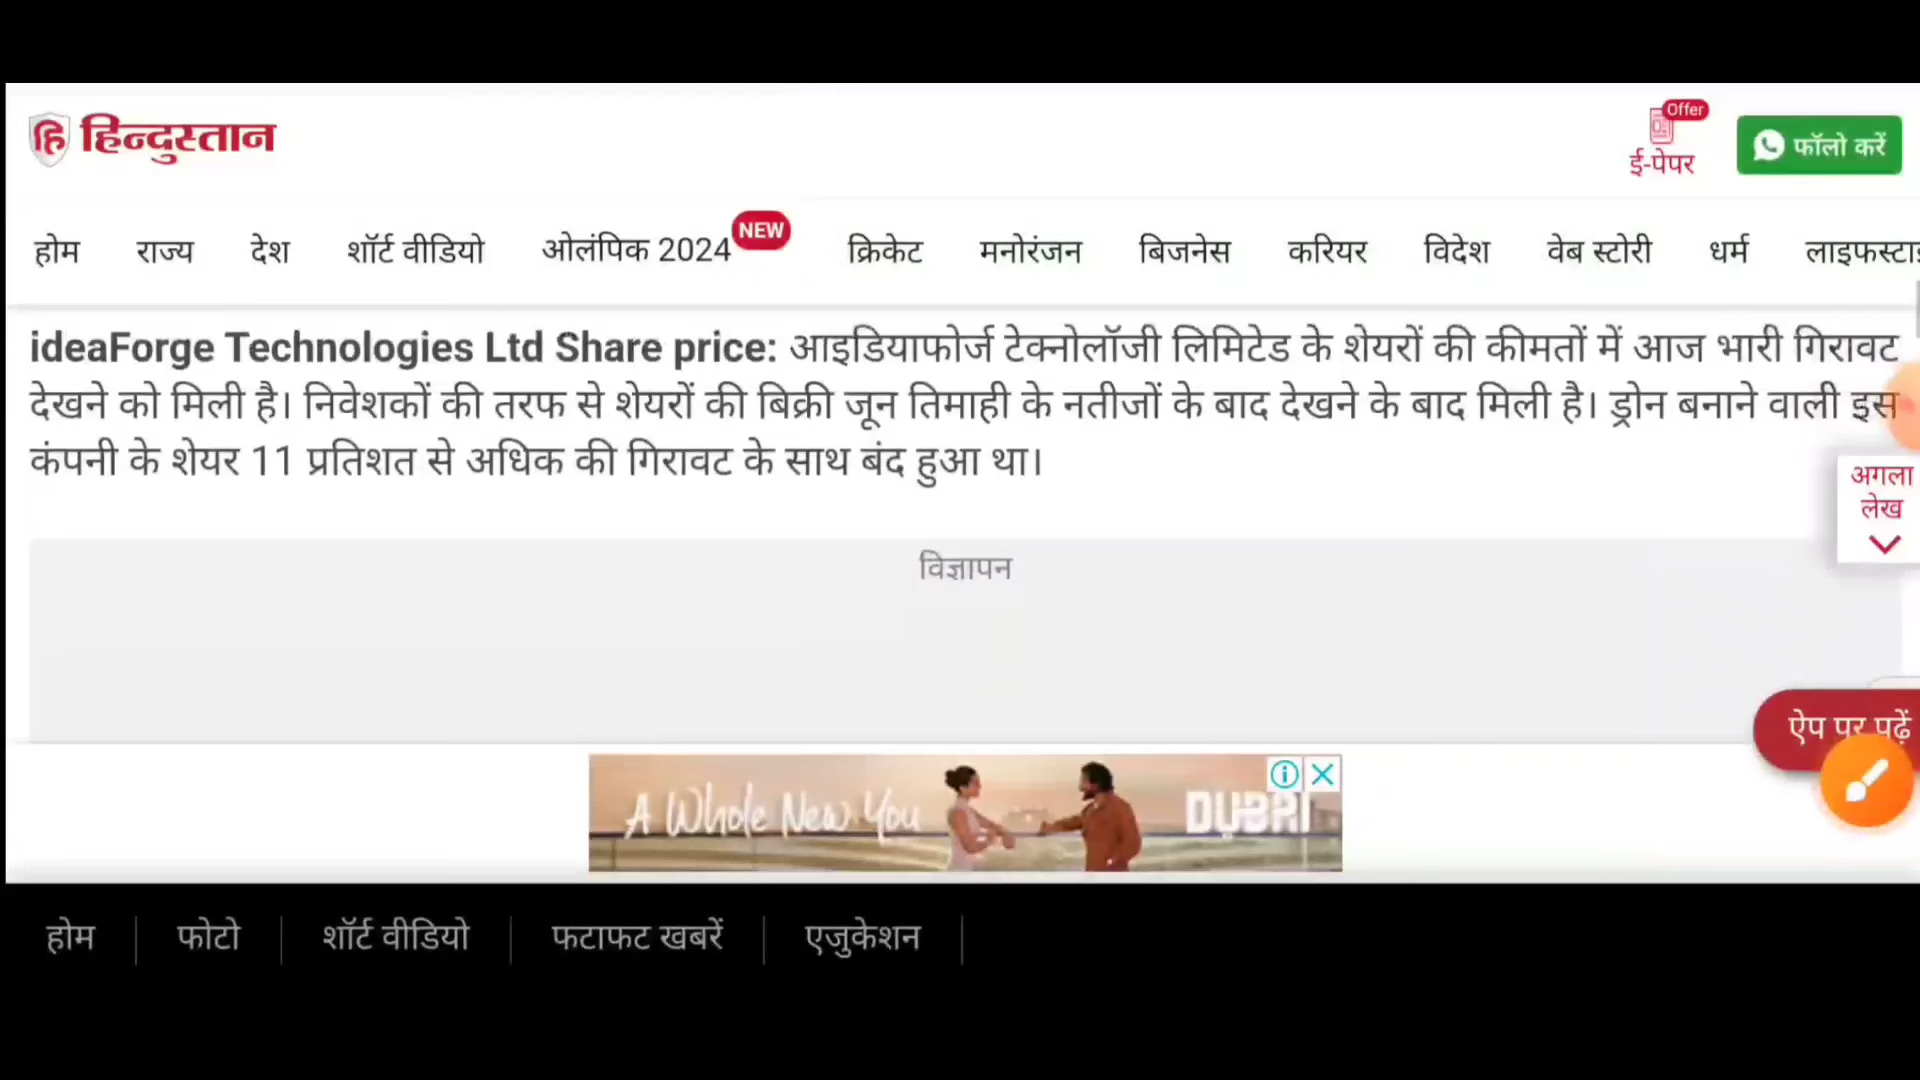 हिन्दुस्तान
Offer
ई-पेपर
फॉलो करें
होम राज्य देश शॉर्ट वीडियो ओलंपिक 2024 NEW क्रिकेट मनोरंजन बिजनेस करियर विदेश वेब स्टोरी धर्म
ideaForge Technologies Ltd Share price: आइडियाफोर्ज टेक्नोलॉजी लिमिटेड के शेयरों की कीमतों में आज भारी गिरावट
देखने को मिली है। निवेशकों की तरफ से शेयरों की बिक्री जून तिमाही के नतीजों के बाद देखने के बाद मिली है। ड्रोन बनाने वाली इस
कंपनी के शेयर 11 प्रतिशत से अधिक की गिरावट के साथ बंद हुआ था।
अगला
लेख
विज्ञापन
ऐप पर पढ़ें
A Whole New You DUBAI
होम फोटो शॉर्ट वीडियो फटाफट खबरें एजुकेशन